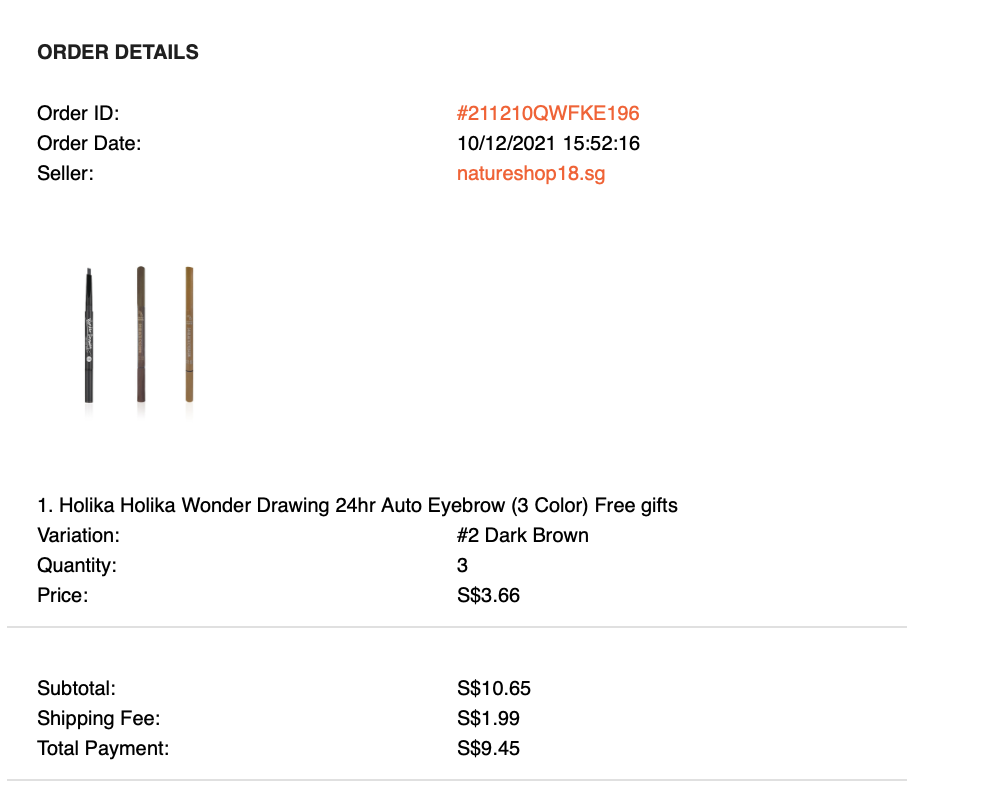 ORDER DETAILS
Order ID: #211210QWFKE196
Order Date: 10/12/2021 15:52:16
Seller: natureshop18.sg
1. Holika Holika Wonder Drawing 24hr Auto Eyebrow (3 Color) Free gifts
Variation: #2 Dark Brown
Quantity: 3
Price: S$3.66
Subtotal: S$10.65
Shipping Fee: S$1.99
Total Payment: S$9.45